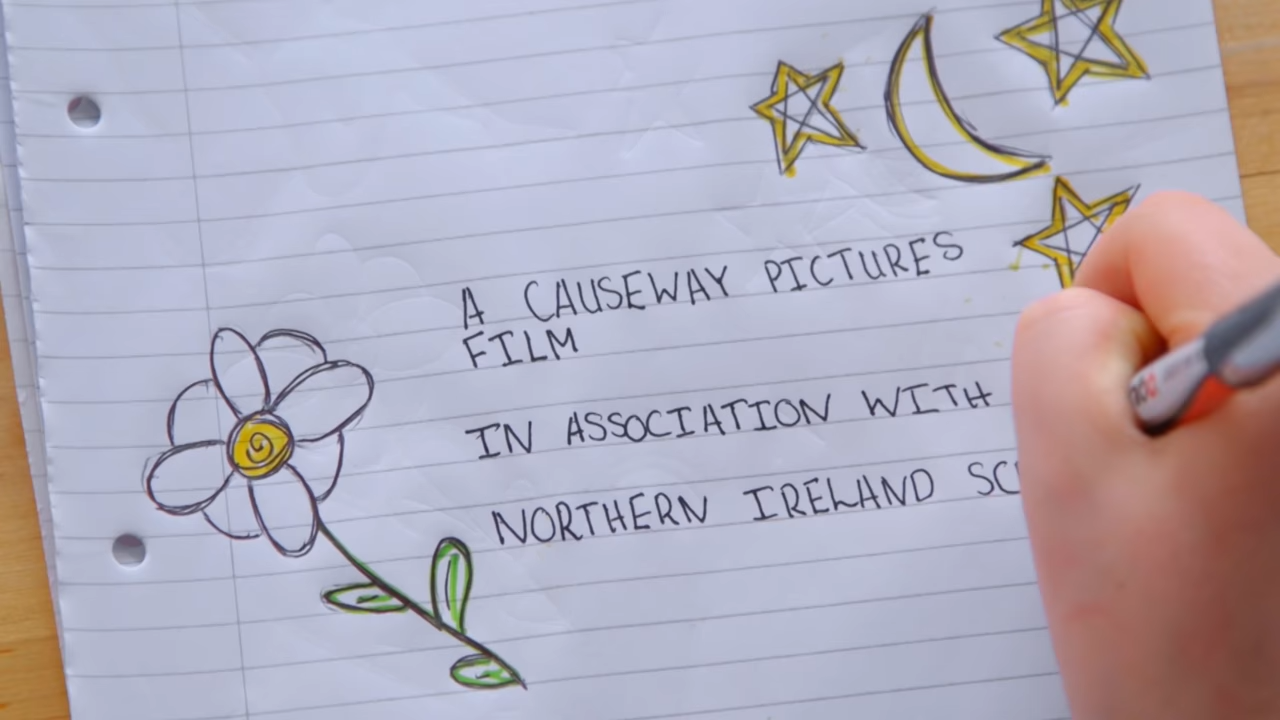 A CAUSEWAY PICTURES
FILM
IN ASSOCIATION WITH
NORTHERN IRELAND